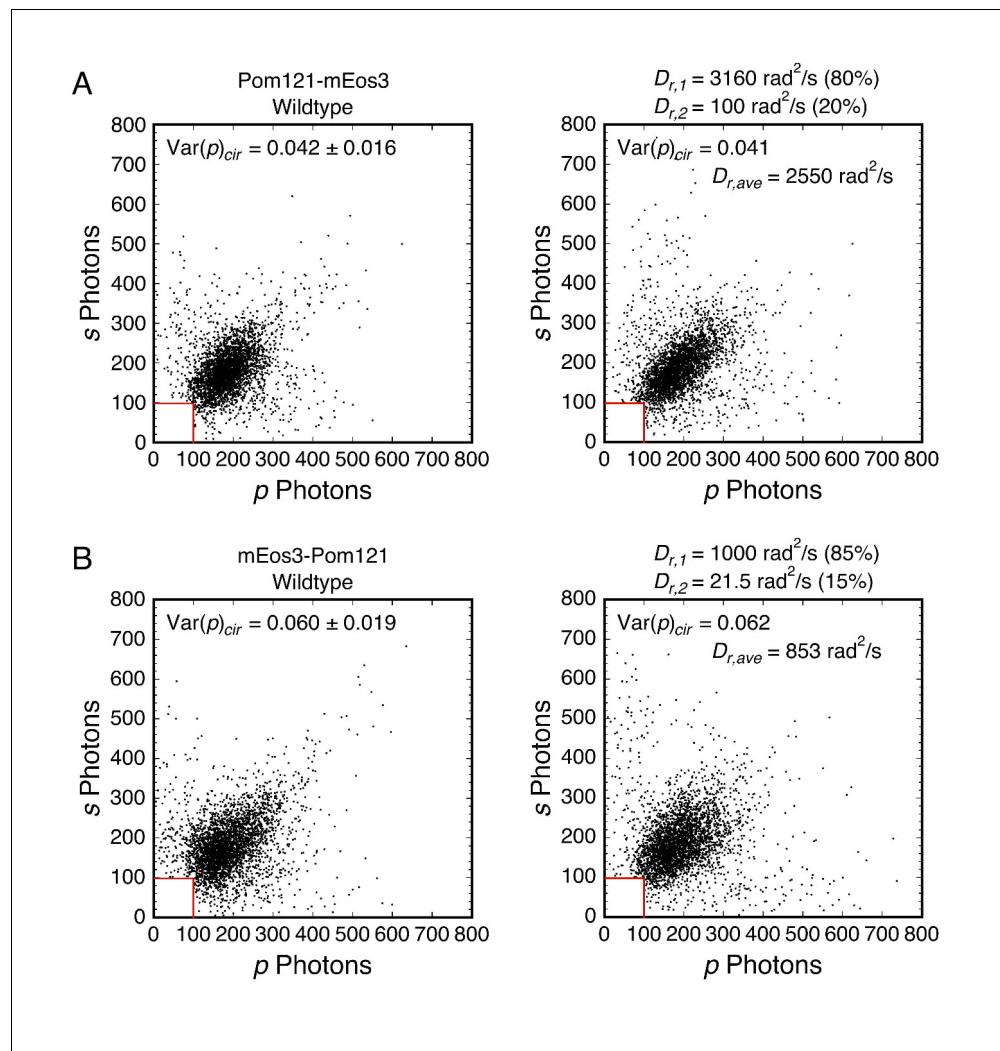 A
Pom121-mEos3
Wildtype
Var(p)cir = 0.042 ± 0.016
800
700
600
500
400
300
200
100
0
s Photons
0 100 200 300 400 500 600 700 800
p Photons
Dr,1 = 3160 rad²/s (80%)
Dr,2 = 100 rad²/s (20%)
Var(p)cir = 0.041
Dr,ave = 2550 rad²/s
800
700
600
500
400
300
200
100
0
s Photons
0 100 200 300 400 500 600 700 800
p Photons
B
mEos3-Pom121
Wildtype
Var(p)cir = 0.060 ± 0.019
800
700
600
500
400
300
200
100
0
s Photons
0 100 200 300 400 500 600 700 800
p Photons
Dr,1 = 1000 rad²/s (85%)
Dr,2 = 21.5 rad²/s (15%)
Var(p)cir = 0.062
Dr,ave = 853 rad²/s
800
700
600
500
400
300
200
100
0
s Photons
0 100 200 300 400 500 600 700 800
p Photons